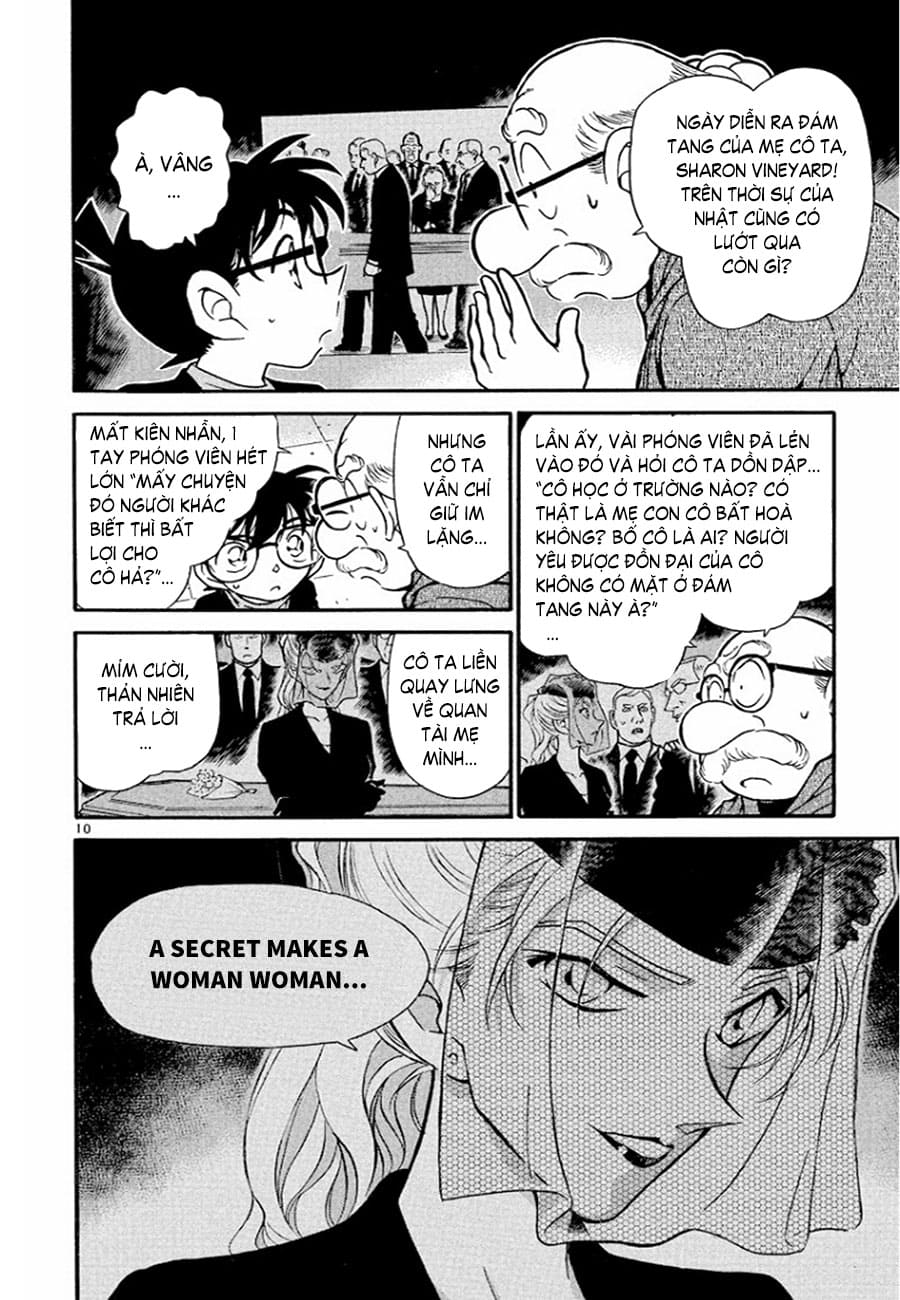 NGÀY DIỄN RA ĐÁM
TANG CỦA MẸ CÔ TA,
SHARON VINEYARD!
TRÊN THỜI SỰ CỦA
NHẬT CŨNG CÓ
LƯỚT QUA
CÒN GÌ?
À, VÂNG
...
LẦN ẤY, VÀI PHÓNG VIÊN ĐÃ LÉN
VÀO ĐÓ VÀ HỎI CÔ TA DỒN DẬP...
“CÔ HỌC Ở TRƯỜNG NÀO? CÓ
THẬT LÀ MẸ CON CÔ BẤT HOÀ
KHÔNG? BỐ CÔ LÀ AI? NGƯỜI
YÊU ĐƯỢC ĐỒN ĐẠI CỦA CÔ
KHÔNG CÓ MẶT Ở ĐÁM
TANG NÀY À?”
...
NHƯNG
CÔ TA
VẪN CHỈ
GIỮ IM
LẶNG...
MẤT KIÊN NHẪN, 1
TAY PHÓNG VIÊN HÉT
LỚN “MẤY CHUYỆN
ĐÓ NGƯỜI KHÁC
BIẾT THÌ BẤT
LỢI CHO
CÔ HẢ?”...
CÔ TA LIỀN
QUAY LƯNG
VỀ QUAN
TÀI MẸ
MÌNH...
MỈM CƯỜI,
THẢN NHIÊN
TRẢ LỜI
...
10
A SECRET MAKES A
WOMAN WOMAN...